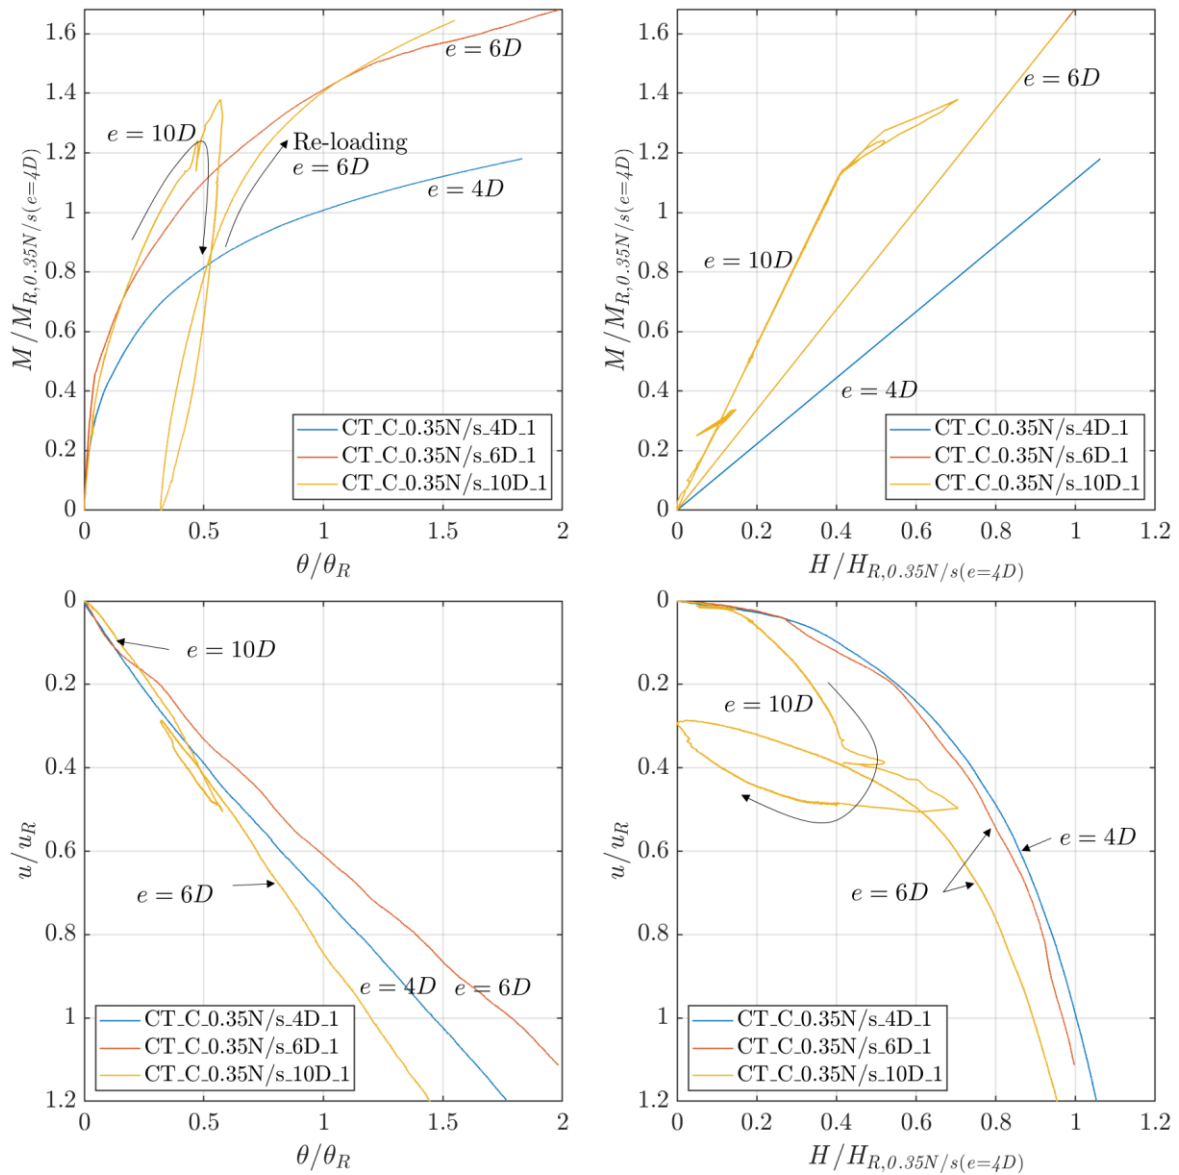 M/M_{R,0.35N/s(e=4D)}
1.6
1.4
1.2
1
0.8
0.6
0.4
0.2
0
e = 6D
e = 10D
Re-loading
e = 6D
e = 4D
CT_C_0.35N/s_4D_1
CT_C_0.35N/s_6D_1
CT_C_0.35N/s_10D_1
0 0.5 1 1.5 2
θ/θ_R
M/M_{R,0.35N/s(e=4D)}
1.6
1.4
1.2
1
0.8
0.6
0.4
0.2
0
e = 6D
e = 10D
e = 4D
CT_C_0.35N/s_4D_1
CT_C_0.35N/s_6D_1
CT_C_0.35N/s_10D_1
0 0.2 0.4 0.6 0.8 1 1.2
H/H_{R,0.35N/s(e=4D)}
u/u_R
0
0.2
0.4
0.6
0.8
1
1.2
e = 10D
e = 6D
e = 4D
e = 6D
CT_C_0.35N/s_4D_1
CT_C_0.35N/s_6D_1
CT_C_0.35N/s_10D_1
0 0.5 1 1.5 2
θ/θ_R
u/u_R
0
0.2
0.4
0.6
0.8
1
1.2
e = 10D
e = 4D
e = 6D
CT_C_0.35N/s_4D_1
CT_C_0.35N/s_6D_1
CT_C_0.35N/s_10D_1
0 0.2 0.4 0.6 0.8 1 1.2
H/H_{R,0.35N/s(e=4D)}